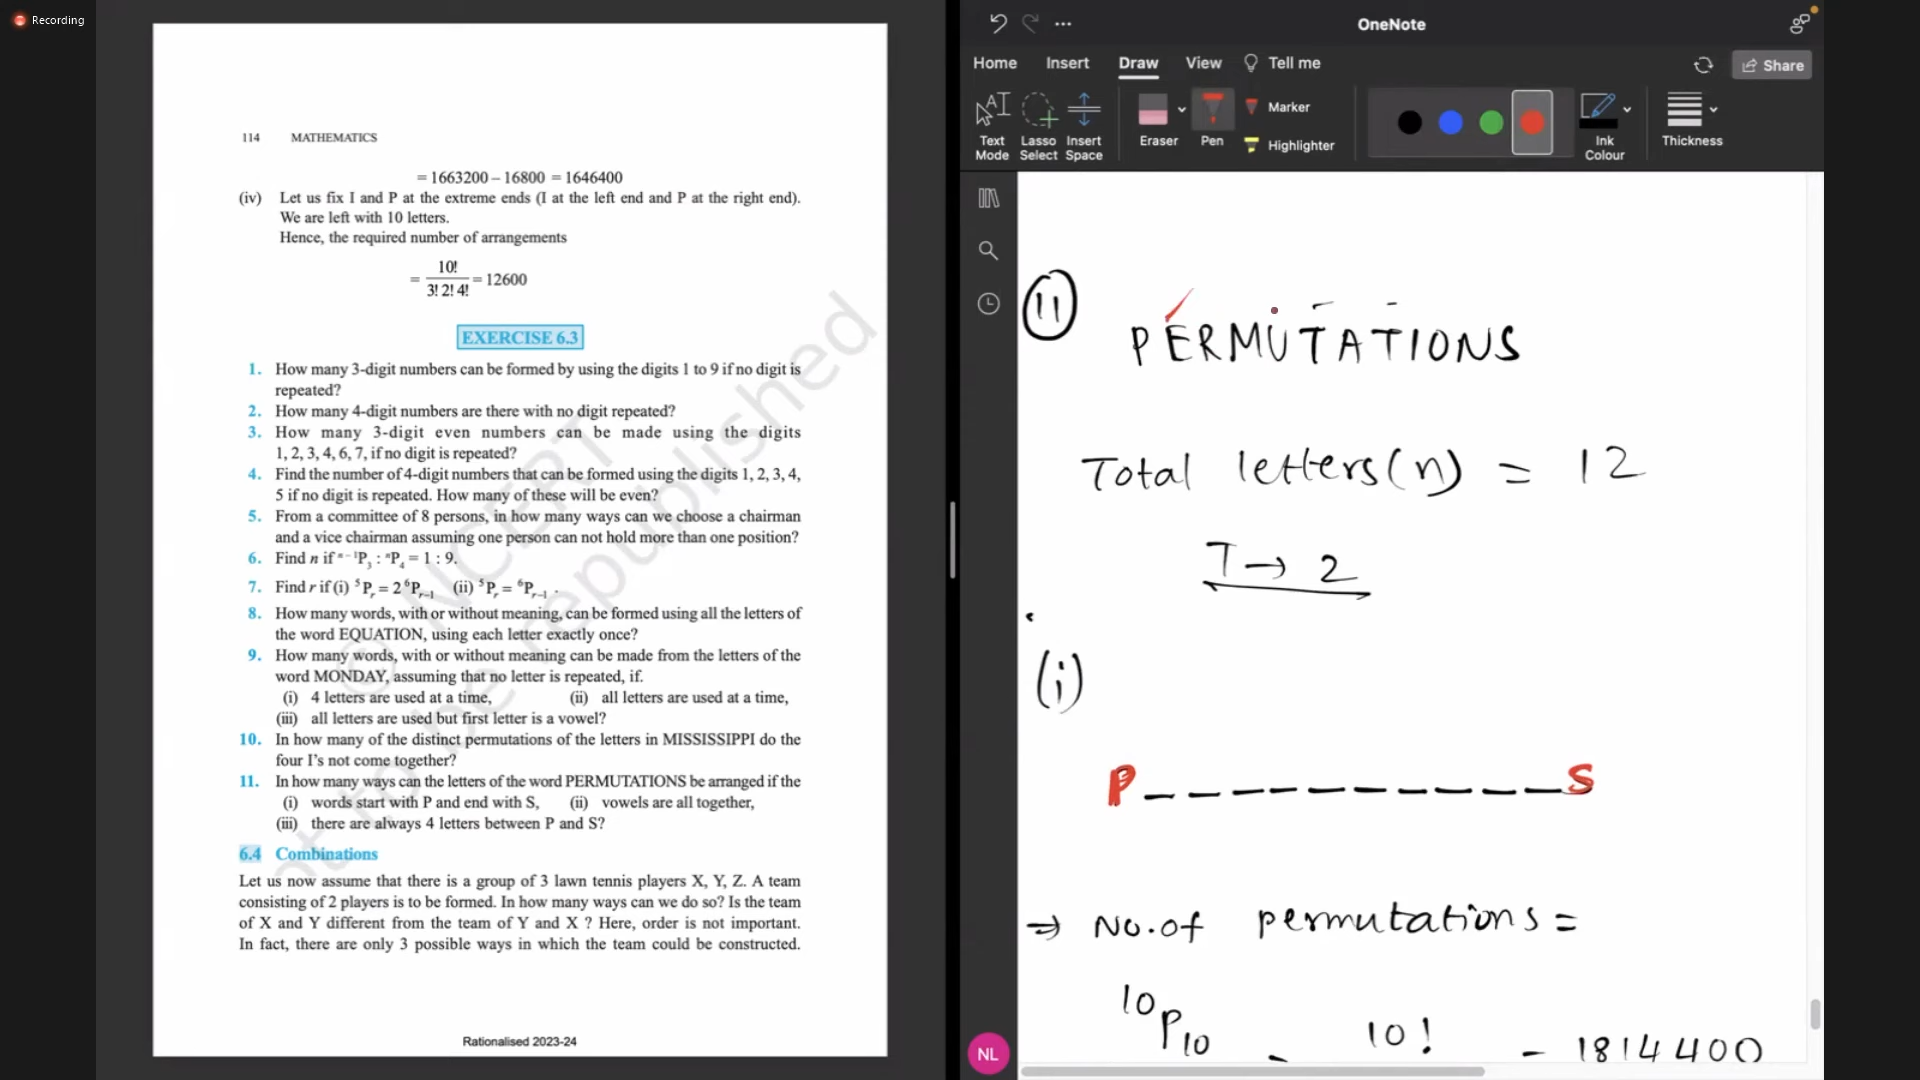 Recording
114 MATHEMATICS
= 1663200 – 16800 = 1646400
(iv) Let us fix I and P at the extreme ends (I at the left end and P at the right end).
We are left with 10 letters.
Hence, the required number of arrangements
= 10! / 3! 2! 4! = 12600
EXERCISE 6.3
1. How many 3-digit numbers can be formed by using the digits 1 to 9 if no digit is
repeated?
2. How many 4-digit numbers are there with no digit repeated?
3. How many 3-digit even numbers can be made using the digits
1, 2, 3, 4, 6, 7, if no digit is repeated?
4. Find the number of 4-digit numbers that can be formed using the digits 1, 2, 3, 4,
5 if no digit is repeated. How many of these will be even?
5. From a committee of 8 persons, in how many ways can we choose a chairman
and a vice chairman assuming one person can not hold more than one position?
6. Find n if ⁿ⁻¹P₃ : ⁿP₄ = 1 : 9.
7. Find r if (i) ⁵Pᵣ = 2 ⁶Pᵣ₋₁ (ii) ⁵Pᵣ = ⁶Pᵣ₋₁ .
8. How many words, with or without meaning, can be formed using all the letters of
the word EQUATION, using each letter exactly once?
9. How many words, with or without meaning can be made from the letters of the
word MONDAY, assuming that no letter is repeated, if.
(i) 4 letters are used at a time, (ii) all letters are used at a time,
(iii) all letters are used but first letter is a vowel?
10. In how many of the distinct permutations of the letters in MISSISSIPPI do the
four I's not come together?
11. In how many ways can the letters of the word PERMUTATIONS be arranged if the
(i) words start with P and end with S, (ii) vowels are all together,
(iii) there are always 4 letters between P and S?
6.4 Combinations
Let us now assume that there is a group of 3 lawn tennis players X, Y, Z. A team
consisting of 2 players is to be formed. In how many ways can we do so? Is the team
of X and Y different from the team of Y and X ? Here, order is not important.
In fact, there are only 3 possible ways in which the team could be constructed.
Rationalised 2023-24
© NCERT
not to be republished
OneNote
Home Insert Draw View Tell me
Share
Text Mode
Lasso Select
Insert Space
Eraser
Pen
Marker
Highlighter
Ink Colour
Thickness
11
PERMUTATIONS
Total letters(n) = 12
T → 2
(i)
P _ _ _ _ _ _ _ _ _ _ S
⇒ No. of permutations =
¹⁰P₁₀ = 10! = 1814400
NL